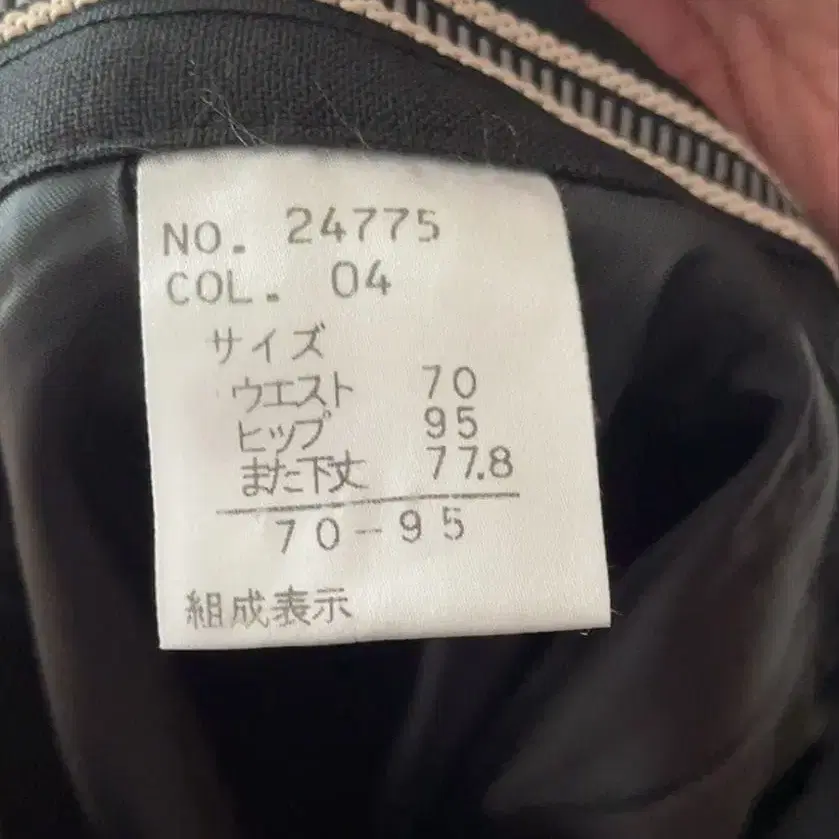 NO. 24775
COL. 04
サイズ
ウエスト 70
ヒップ 95
また下丈 77.8
70-95
組成表示